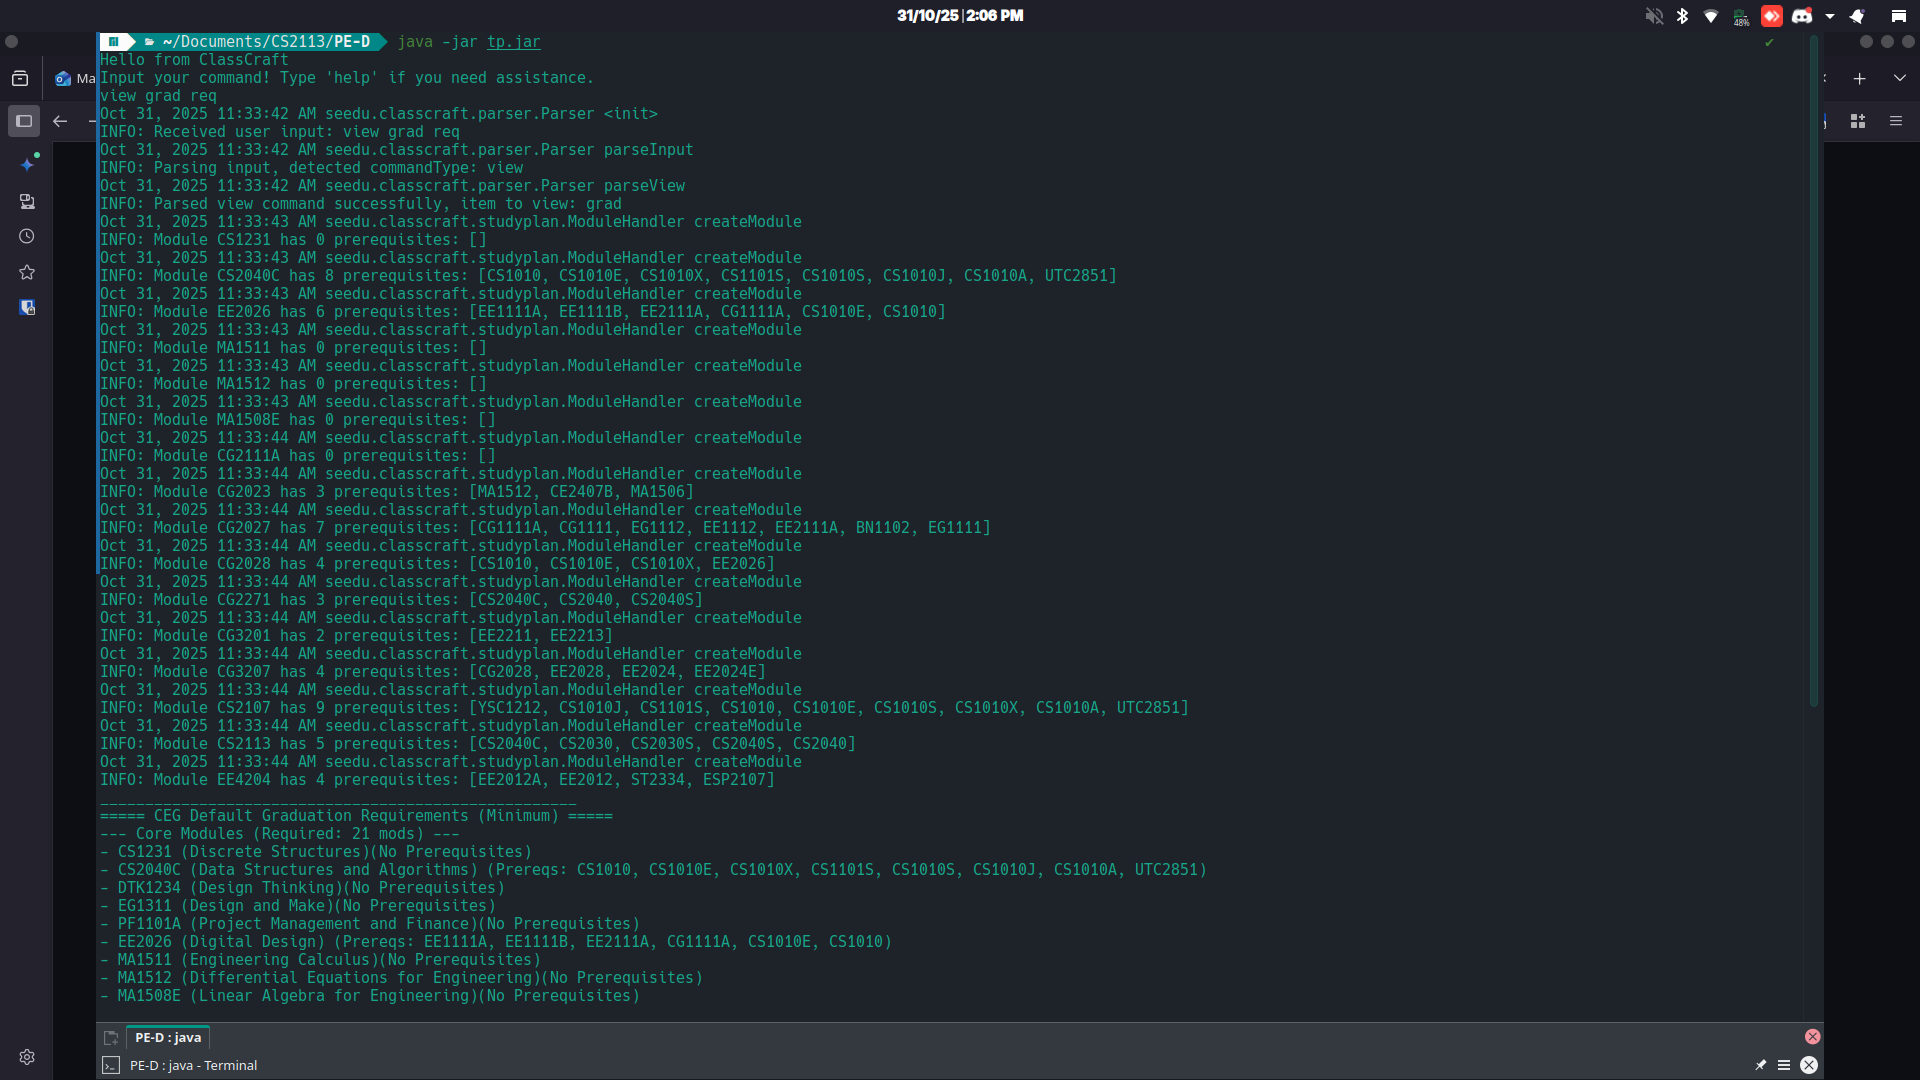 31/10/25|2:06 PM
48%
~/Documents/CS2113/PE-D java -jar tp.jar ✔
Ma
Hello from ClassCraft
Input your command! Type 'help' if you need assistance.
view grad req
Oct 31, 2025 11:33:42 AM seedu.classcraft.parser.Parser <init>
INFO: Received user input: view grad req
Oct 31, 2025 11:33:42 AM seedu.classcraft.parser.Parser parseInput
INFO: Parsing input, detected commandType: view
Oct 31, 2025 11:33:42 AM seedu.classcraft.parser.Parser parseView
INFO: Parsed view command successfully, item to view: grad
Oct 31, 2025 11:33:43 AM seedu.classcraft.studyplan.ModuleHandler createModule
INFO: Module CS1231 has 0 prerequisites: []
Oct 31, 2025 11:33:43 AM seedu.classcraft.studyplan.ModuleHandler createModule
INFO: Module CS2040C has 8 prerequisites: [CS1010, CS1010E, CS1010X, CS1101S, CS1010S, CS1010J, CS1010A, UTC2851]
Oct 31, 2025 11:33:43 AM seedu.classcraft.studyplan.ModuleHandler createModule
INFO: Module EE2026 has 6 prerequisites: [EE1111A, EE1111B, EE2111A, CG1111A, CS1010E, CS1010]
Oct 31, 2025 11:33:43 AM seedu.classcraft.studyplan.ModuleHandler createModule
INFO: Module MA1511 has 0 prerequisites: []
Oct 31, 2025 11:33:43 AM seedu.classcraft.studyplan.ModuleHandler createModule
INFO: Module MA1512 has 0 prerequisites: []
Oct 31, 2025 11:33:43 AM seedu.classcraft.studyplan.ModuleHandler createModule
INFO: Module MA1508E has 0 prerequisites: []
Oct 31, 2025 11:33:44 AM seedu.classcraft.studyplan.ModuleHandler createModule
INFO: Module CG2111A has 0 prerequisites: []
Oct 31, 2025 11:33:44 AM seedu.classcraft.studyplan.ModuleHandler createModule
INFO: Module CG2023 has 3 prerequisites: [MA1512, CE2407B, MA1506]
Oct 31, 2025 11:33:44 AM seedu.classcraft.studyplan.ModuleHandler createModule
INFO: Module CG2027 has 7 prerequisites: [CG1111A, CG1111, EG1112, EE1112, EE2111A, BN1102, EG1111]
Oct 31, 2025 11:33:44 AM seedu.classcraft.studyplan.ModuleHandler createModule
INFO: Module CG2028 has 4 prerequisites: [CS1010, CS1010E, CS1010X, EE2026]
Oct 31, 2025 11:33:44 AM seedu.classcraft.studyplan.ModuleHandler createModule
INFO: Module CG2271 has 3 prerequisites: [CS2040C, CS2040, CS2040S]
Oct 31, 2025 11:33:44 AM seedu.classcraft.studyplan.ModuleHandler createModule
INFO: Module CG3201 has 2 prerequisites: [EE2211, EE2213]
Oct 31, 2025 11:33:44 AM seedu.classcraft.studyplan.ModuleHandler createModule
INFO: Module CG3207 has 4 prerequisites: [CG2028, EE2028, EE2024, EE2024E]
Oct 31, 2025 11:33:44 AM seedu.classcraft.studyplan.ModuleHandler createModule
INFO: Module CS2107 has 9 prerequisites: [YSC1212, CS1010J, CS1101S, CS1010, CS1010E, CS1010S, CS1010X, CS1010A, UTC2851]
Oct 31, 2025 11:33:44 AM seedu.classcraft.studyplan.ModuleHandler createModule
INFO: Module CS2113 has 5 prerequisites: [CS2040C, CS2030, CS2030S, CS2040S, CS2040]
Oct 31, 2025 11:33:44 AM seedu.classcraft.studyplan.ModuleHandler createModule
INFO: Module EE4204 has 4 prerequisites: [EE2012A, EE2012, ST2334, ESP2107]
_____________________________________________________
===== CEG Default Graduation Requirements (Minimum) =====
--- Core Modules (Required: 21 mods) ---
- CS1231 (Discrete Structures)(No Prerequisites)
- CS2040C (Data Structures and Algorithms) (Prereqs: CS1010, CS1010E, CS1010X, CS1101S, CS1010S, CS1010J, CS1010A, UTC2851)
- DTK1234 (Design Thinking)(No Prerequisites)
- EG1311 (Design and Make)(No Prerequisites)
- PF1101A (Project Management and Finance)(No Prerequisites)
- EE2026 (Digital Design) (Prereqs: EE1111A, EE1111B, EE2111A, CG1111A, CS1010E, CS1010)
- MA1511 (Engineering Calculus)(No Prerequisites)
- MA1512 (Differential Equations for Engineering)(No Prerequisites)
- MA1508E (Linear Algebra for Engineering)(No Prerequisites)
PE-D : java
PE-D : java - Terminal